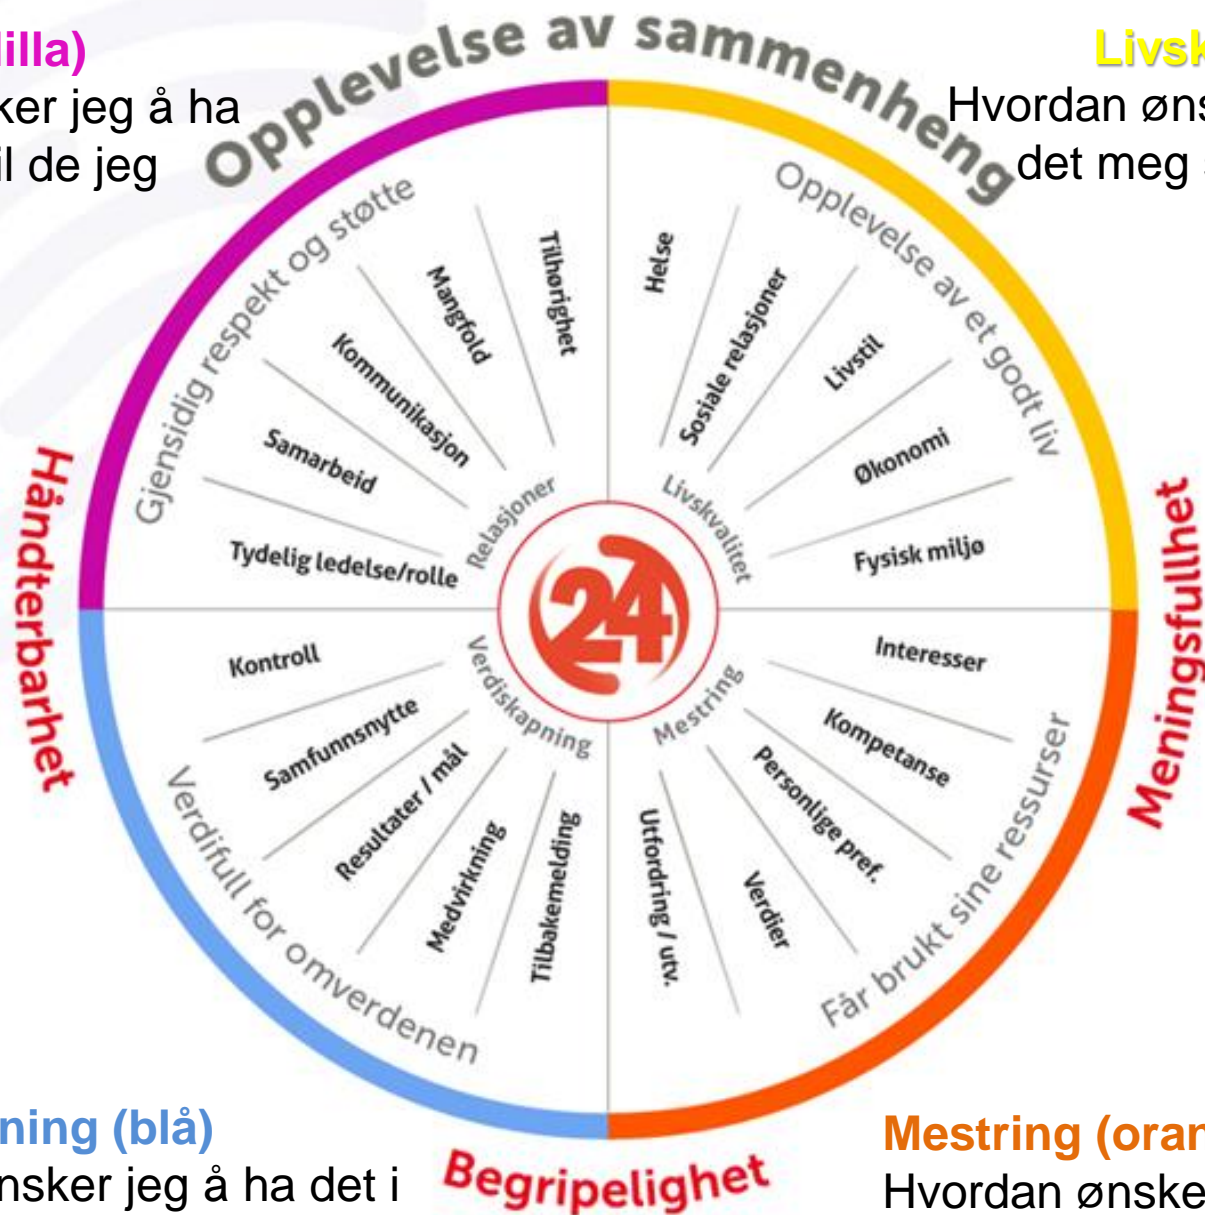 lilla)
ker jeg å ha
il de jeg
Livsk
Hvordan øns
det meg
Opplevelse av sammenheng
Gjensidig respekt og støtte
Opplevelse av et godt liv
Tilhørighet
Mangfold
Kommunikasjon
Samarbeid
Tydelig ledelse/rolle
Relasjoner
Helse
Sosiale relasjoner
Livstil
Økonomi
Fysisk miljø
Livskvalitet
Håndterbarhet
24
Meningsfullhet
Kontroll
Samfunnsnytte
Resultater / mål
Medvirkning
Tilbakemelding
Verdiskapning
Verdifull for omverdenen
Interesser
Kompetanse
Personlige pref.
Verdier
Utfordring / utv.
Mestring
Får brukt sine ressurser
Begripelighet
ning (blå)
nsker jeg å ha det i
Mestring (oran
Hvordan ønske